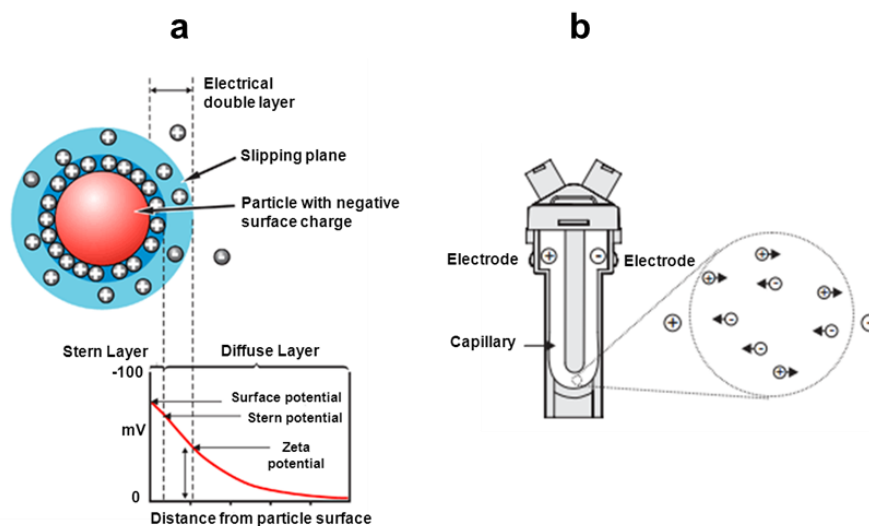 a
Electrical
double layer
Slipping plane
Particle with negative
surface charge
Stern Layer
Diffuse Layer
-100
Surface potential
Stern potential
mV
Zeta
potential
0
Distance from particle surface
b
Electrode
Electrode
Capillary